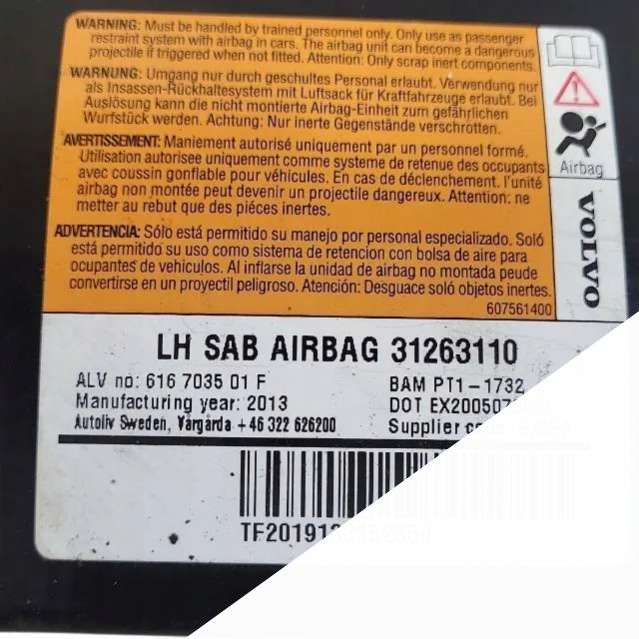 WARNING: Must be handled by trained personnel only. Only use as passenger
restraint system with airbag in cars. The airbag unit can become a dangerous
projectile if triggered when not fitted. Attention: Only scrap inert components.
WARNUNG: Umgang nur durch geschultes Personal erlaubt. Verwendung nur
als Insassen-Rückhaltesystem mit Luftsack für Kraftfahrzeuge erlaubt. Bei
Auslösung kann die nicht montierte Airbag-Einheit zum gefährlichen
Wurfstück werden. Achtung: Nur inerte Gegenstände verschrotten.
AVERTISSEMENT: Maniement autorisé uniquement par un personnel formé.
Utilisation autorisee uniquement comme systeme de retenue des occupants
avec coussin gonflable pour véhicules. En cas de déclenchement. l'unité
airbag non montée peut devenir un projectile dangereux. Attention: ne
metter au rebut que des piéces inertes.
ADVERTENCIA: Sólo está permitido su manejo por personal especializado. Soló
está permitido su uso como sistema de retencion con bolsa de aire para
ocupantes de vehiculos. Al inflarse la unidad de airbag no montada peude
convertirse en un proyectil peligroso. Atención: Desguace soló objetos inertes.
607561400
Airbag
VOLVO
LH SAB AIRBAG 31263110
ALV no: 616 7035 01 F BAM PT1-1732
Manufacturing year: 2013 DOT
Autoliv Sweden, Vårgårda +46 322 626200 Supplier